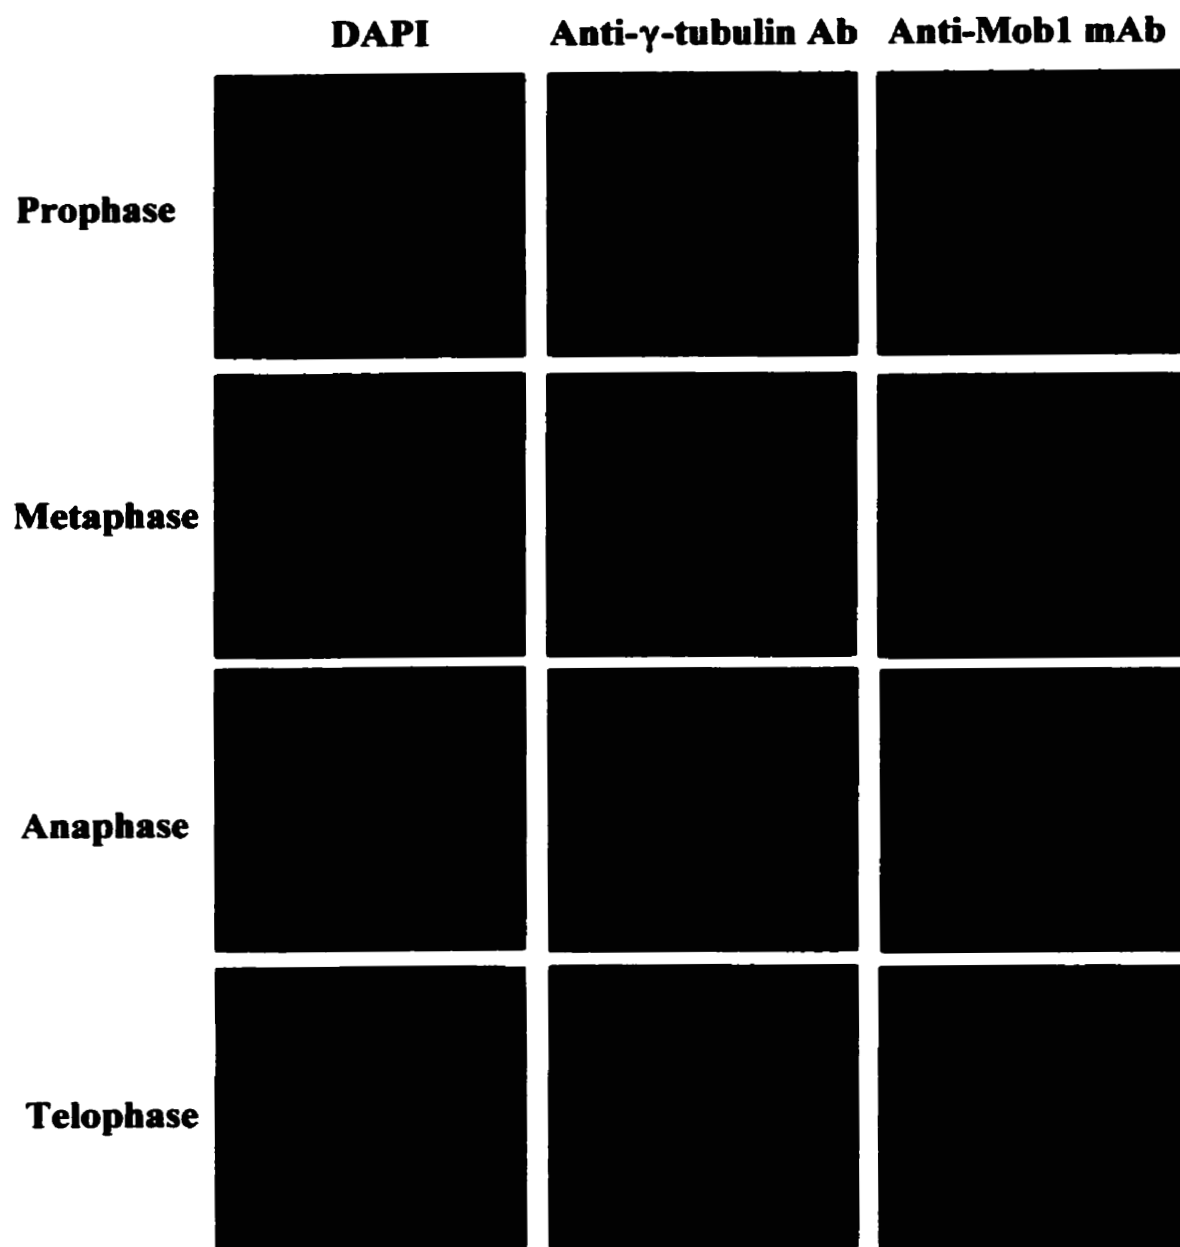 DAPI Anti-γ-tubulin Ab Anti-Mob1 mAb
Prophase
Metaphase
Anaphase
Telophase